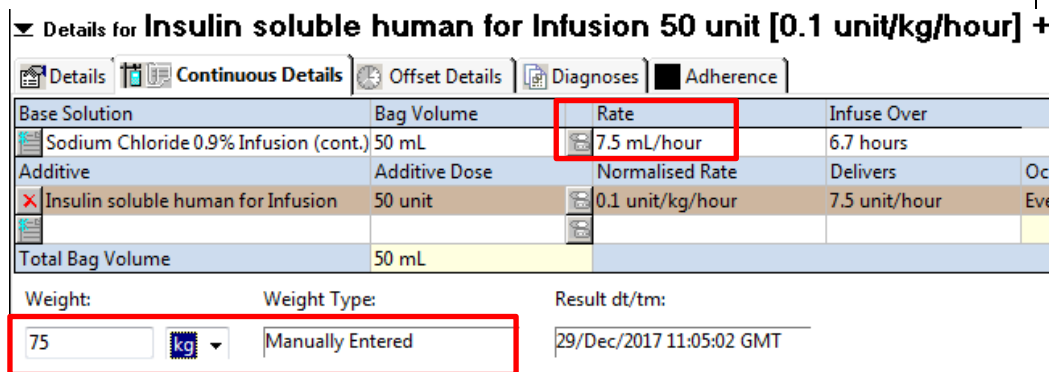 Details for Insulin soluble human for Infusion 50 unit [0.1 unit/kg/hour] +
Details Continuous Details Offset Details Diagnoses Adherence
Base Solution Bag Volume Rate Infuse Over
Sodium Chloride 0.9% Infusion (cont.) 50 mL 7.5 mL/hour 6.7 hours
Additive Additive Dose Normalised Rate Delivers Oc
Insulin soluble human for Infusion 50 unit 0.1 unit/kg/hour 7.5 unit/hour Eve
Total Bag Volume 50 mL
Weight: Weight Type: Result dt/tm:
75 kg Manually Entered 29/Dec/2017 11:05:02 GMT